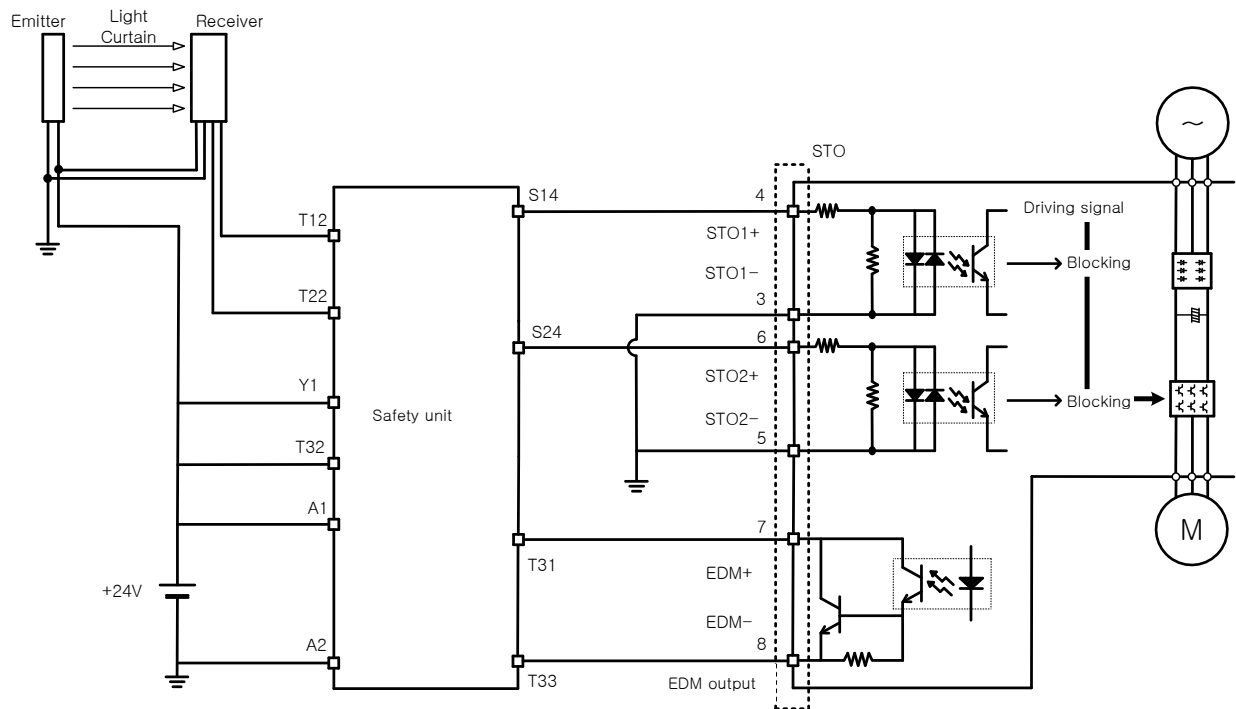 Emitter
Light
Curtain
Receiver
STO
S14
4
T12
STO1+
Driving signal
STO1-
Blocking
T22
3
S24
6
Y1
STO2+
Safety unit
STO2-
Blocking
T32
5
A1
7
T31
EDM+
+24V
EDM-
A2
8
T33
EDM output
~
M